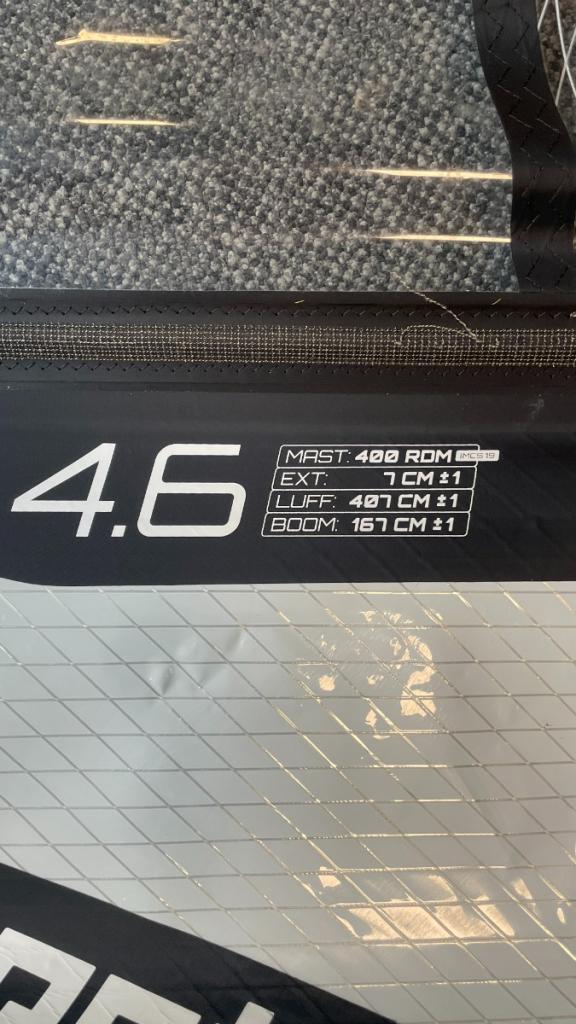 4.6
MAST: 400 RDM IMCS 19
EXT: 7 CM ±1
LUFF: 407 CM ±1
BOOM: 167 CM ±1